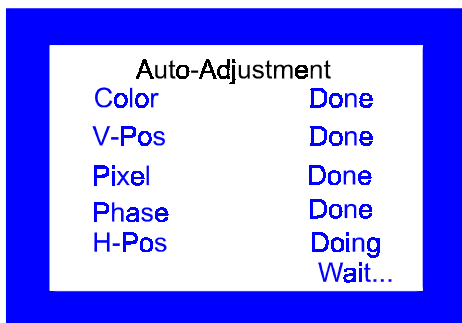 Auto-Adjustment
Color Done
V-Pos Done
Pixel Done
Phase Done
H-Pos Doing
Wait...